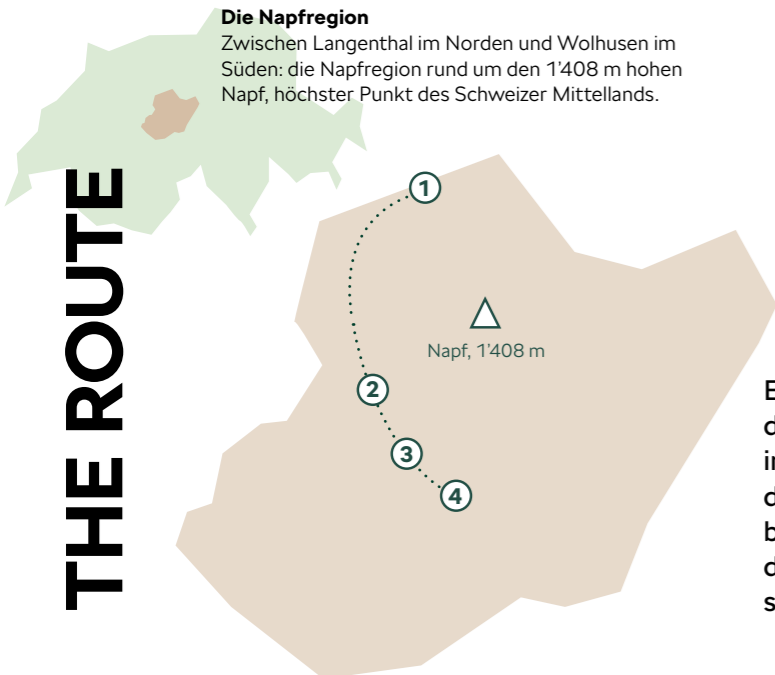 Die Napfregion
Zwischen Langenthal im Norden und Wolhusen im
Süden: die Napfregion rund um den 1'408 m hohen
Napf, höchster Punkt des Schweizer Mittellands.
THE ROUTE
1
Napf, 1'408 m
2
3
4